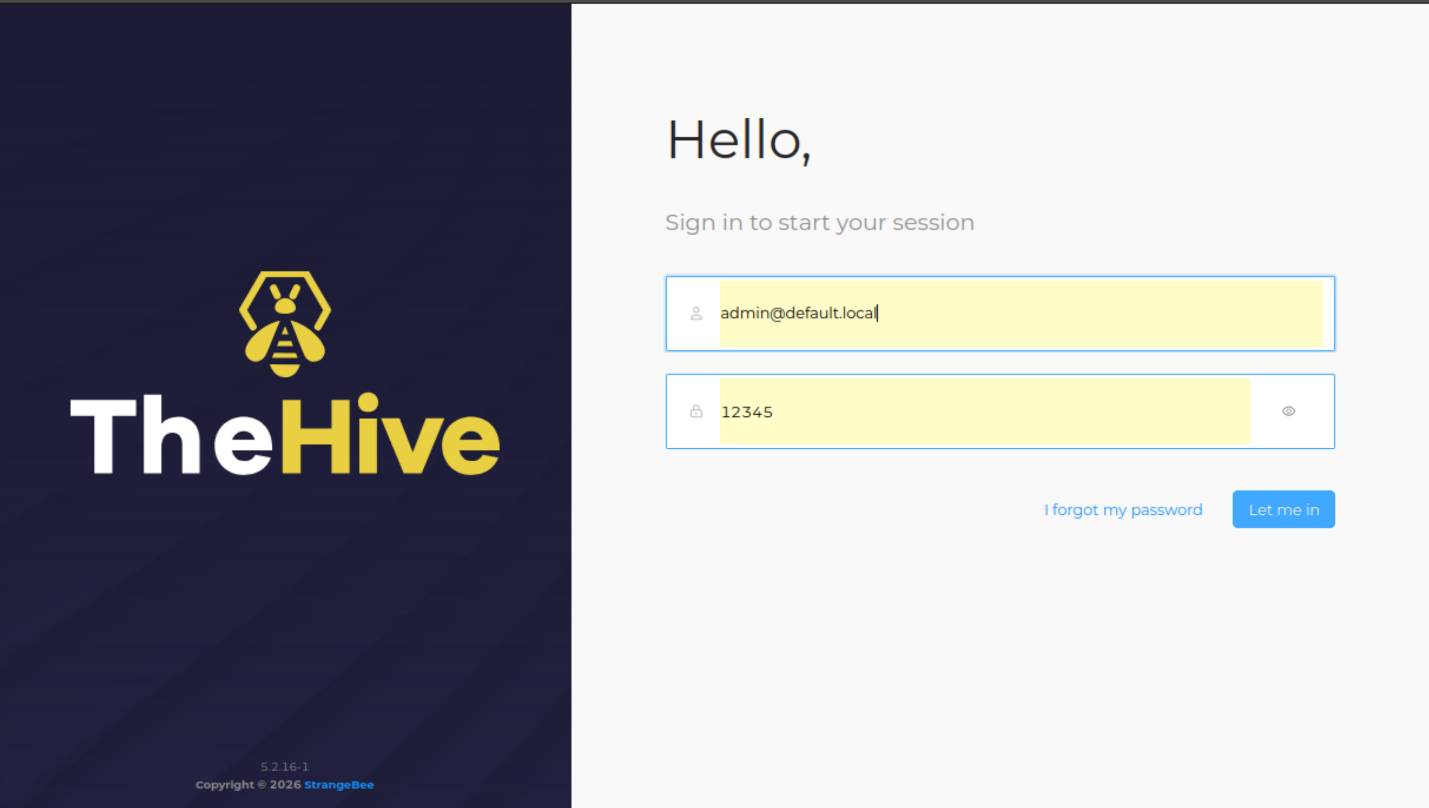 TheHive
5.2.16-1
Copyright © 2026 StrangeBee
Hello,
Sign in to start your session
admin@default.local
12345
I forgot my password
Let me in